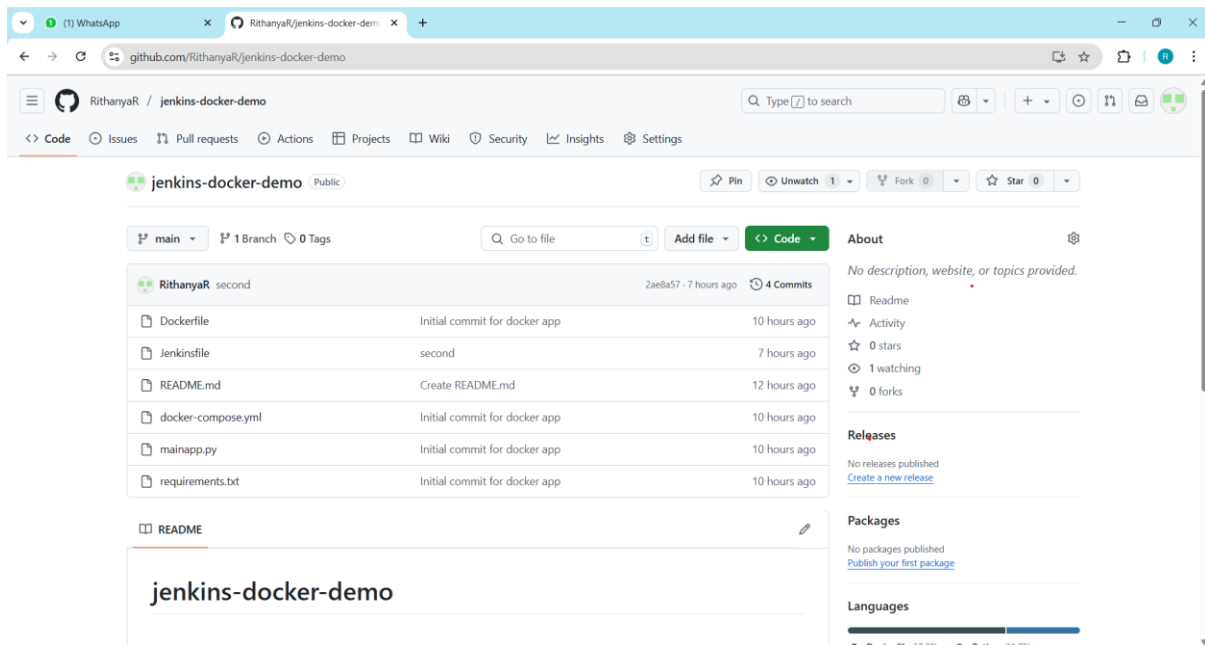 (1) WhatsApp
RithanyaR/jenkins-docker-dem
github.com/RithanyaR/jenkins-docker-demo
R
RithanyaR / jenkins-docker-demo
Type / to search
Code Issues Pull requests Actions Projects Wiki Security Insights Settings
jenkins-docker-demo Public
Pin Unwatch 1 Fork 0 Star 0
main 1 Branch 0 Tags Go to file t Add file Code
RithanyaR second 2ae8a57 · 7 hours ago 4 Commits
Dockerfile Initial commit for docker app 10 hours ago
Jenkinsfile second 7 hours ago
README.md Create README.md 12 hours ago
docker-compose.yml Initial commit for docker app 10 hours ago
mainapp.py Initial commit for docker app 10 hours ago
requirements.txt Initial commit for docker app 10 hours ago
README
jenkins-docker-demo
About
No description, website, or topics provided.
Readme
Activity
0 stars
1 watching
0 forks
Releases
No releases published
Create a new release
Packages
No packages published
Publish your first package
Languages